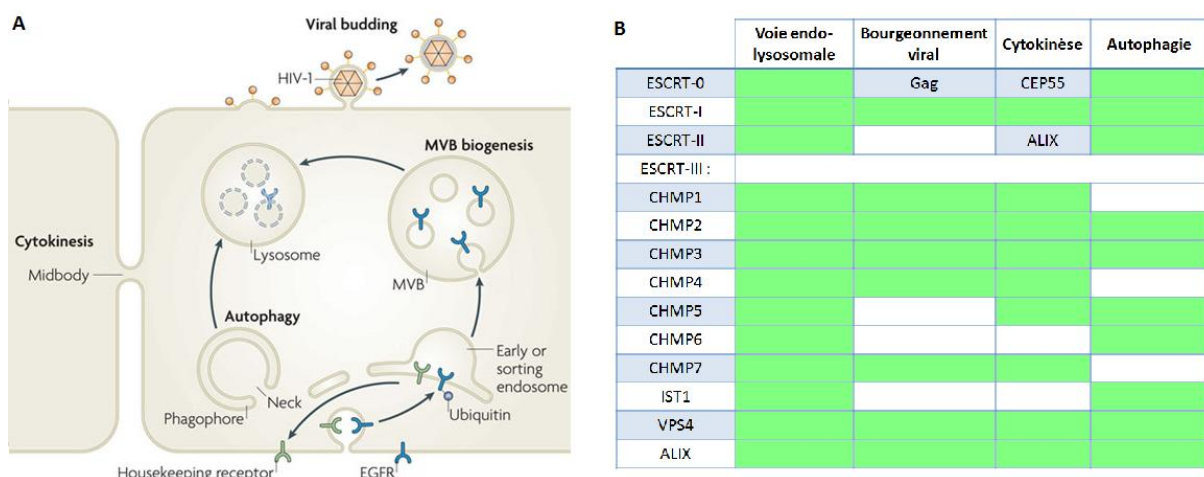 A
Viral budding
HIV-1
MVB biogenesis
Cytokinesis
Midbody
Lysosome
MVB
Autophagy
Neck
Phagophore
Early or
sorting
endosome
Ubiquitin
Housekeeping receptor
EGFR
B
Voie endo-
lysosomale
Bourgeonnement
viral
Cytokinèse
Autophagie
ESCRT-0
Gag
CEP55
ESCRT-I
ESCRT-II
ALIX
ESCRT-III :
CHMP1
CHMP2
CHMP3
CHMP4
CHMP5
CHMP6
CHMP7
IST1
VPS4
ALIX